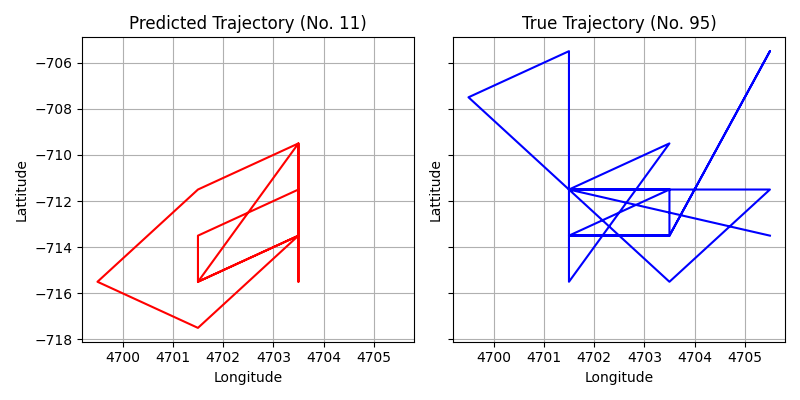 Predicted Trajectory (No. 11)
True Trajectory (No. 95)
Lattitude
−706
−708
−710
−712
−714
−716
−718
4700 4701 4702 4703 4704 4705
Longitude
Lattitude
4700 4701 4702 4703 4704 4705
Longitude